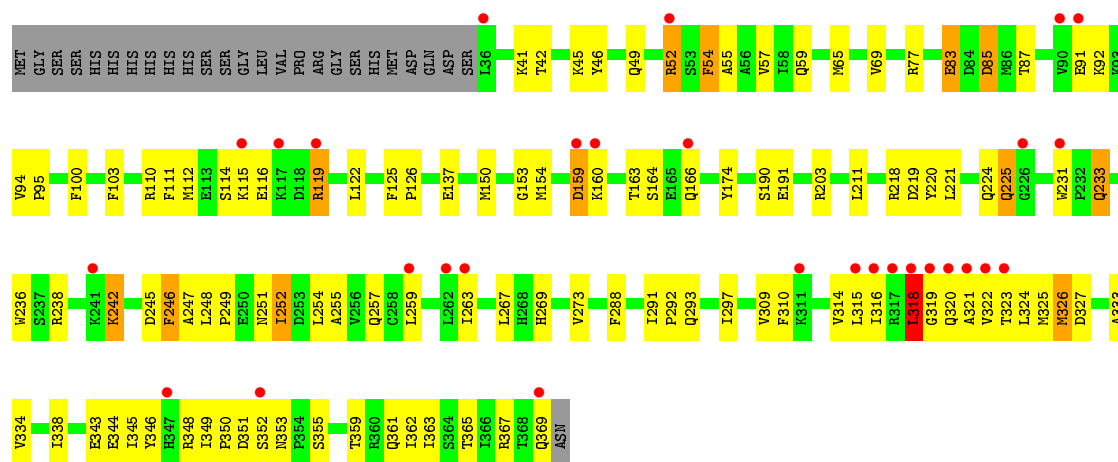 MET GLY SER SER HIS HIS HIS HIS HIS HIS SER SER GLY LEU VAL PRO ARG GLY SER HIS MET ASP GLN ASP SER L36 K41 T42 K45 Y46 Q49 R52 S53 F54 A55 A56 V57 I58 Q59 M65 V69 R77 E83 D84 D85 M86 T87 V90 E91 K92 K93
V94 P95 F100 F103 R110 F111 M112 E113 S114 K115 E116 K117 D118 R119 L122 F125 P126 E137 M150 G153 M154 D159 K160 T163 S164 E165 Q166 Y174 S190 E191 R203 L211 R218 D219 Y220 L221 Q224 Q225 G226 W231 P232 Q233
W236 S237 R238 K241 K242 D245 F246 A247 L248 P249 E250 N251 I252 D253 L254 A255 V256 Q257 C258 L259 L262 I263 L267 H268 H269 V273 F288 I291 P292 Q293 I297 V309 F310 K311 V314 L315 I316 R317 L318 G319 Q320 A321 V322 T323 L324 M325 M326 D327 A333
V334 I338 E343 E344 I345 Y346 H347 R348 I349 P350 D351 S352 N353 P354 S355 T359 R360 Q361 I362 I363 S364 T365 I366 R367 T368 Q369 ASN